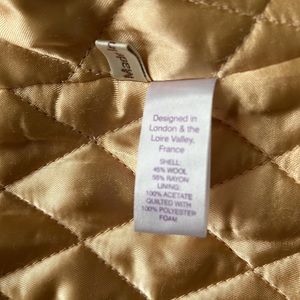 Made
Designed in
London & the
Loire Valley,
France
SHELL:
45% WOOL
55% RAYON
LINING:
100% ACETATE
QUILTED WITH
100% POLYESTER
FOAM